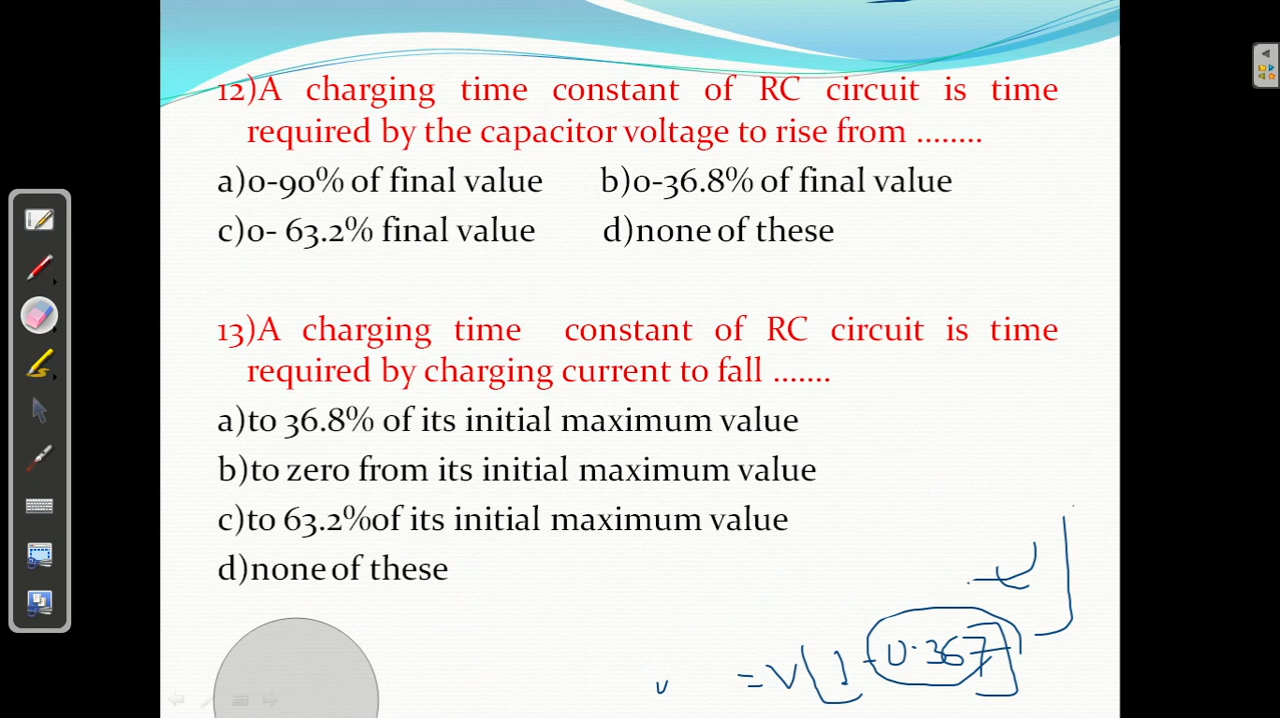 12)A charging time constant of RC circuit is time
required by the capacitor voltage to rise from ........
a)0-90% of final value b)0-36.8% of final value
c)0- 63.2% final value d)none of these
13)A charging time constant of RC circuit is time
required by charging current to fall .......
a)to 36.8% of its initial maximum value
b)to zero from its initial maximum value
c)to 63.2%of its initial maximum value
d)none of these
= V[1-0.367]